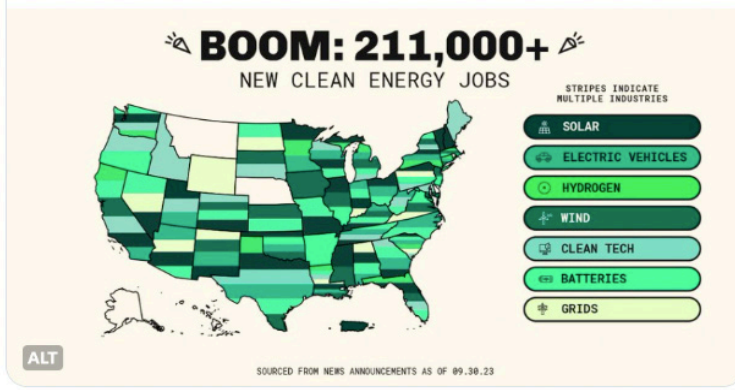 BOOM: 211,000+
NEW CLEAN ENERGY JOBS
STRIPES INDICATE
MULTIPLE INDUSTRIES
SOLAR
ELECTRIC VEHICLES
HYDROGEN
WIND
CLEAN TECH
BATTERIES
GRIDS
ALT
SOURCED FROM NEWS ANNOUNCEMENTS AS OF 09.30.23